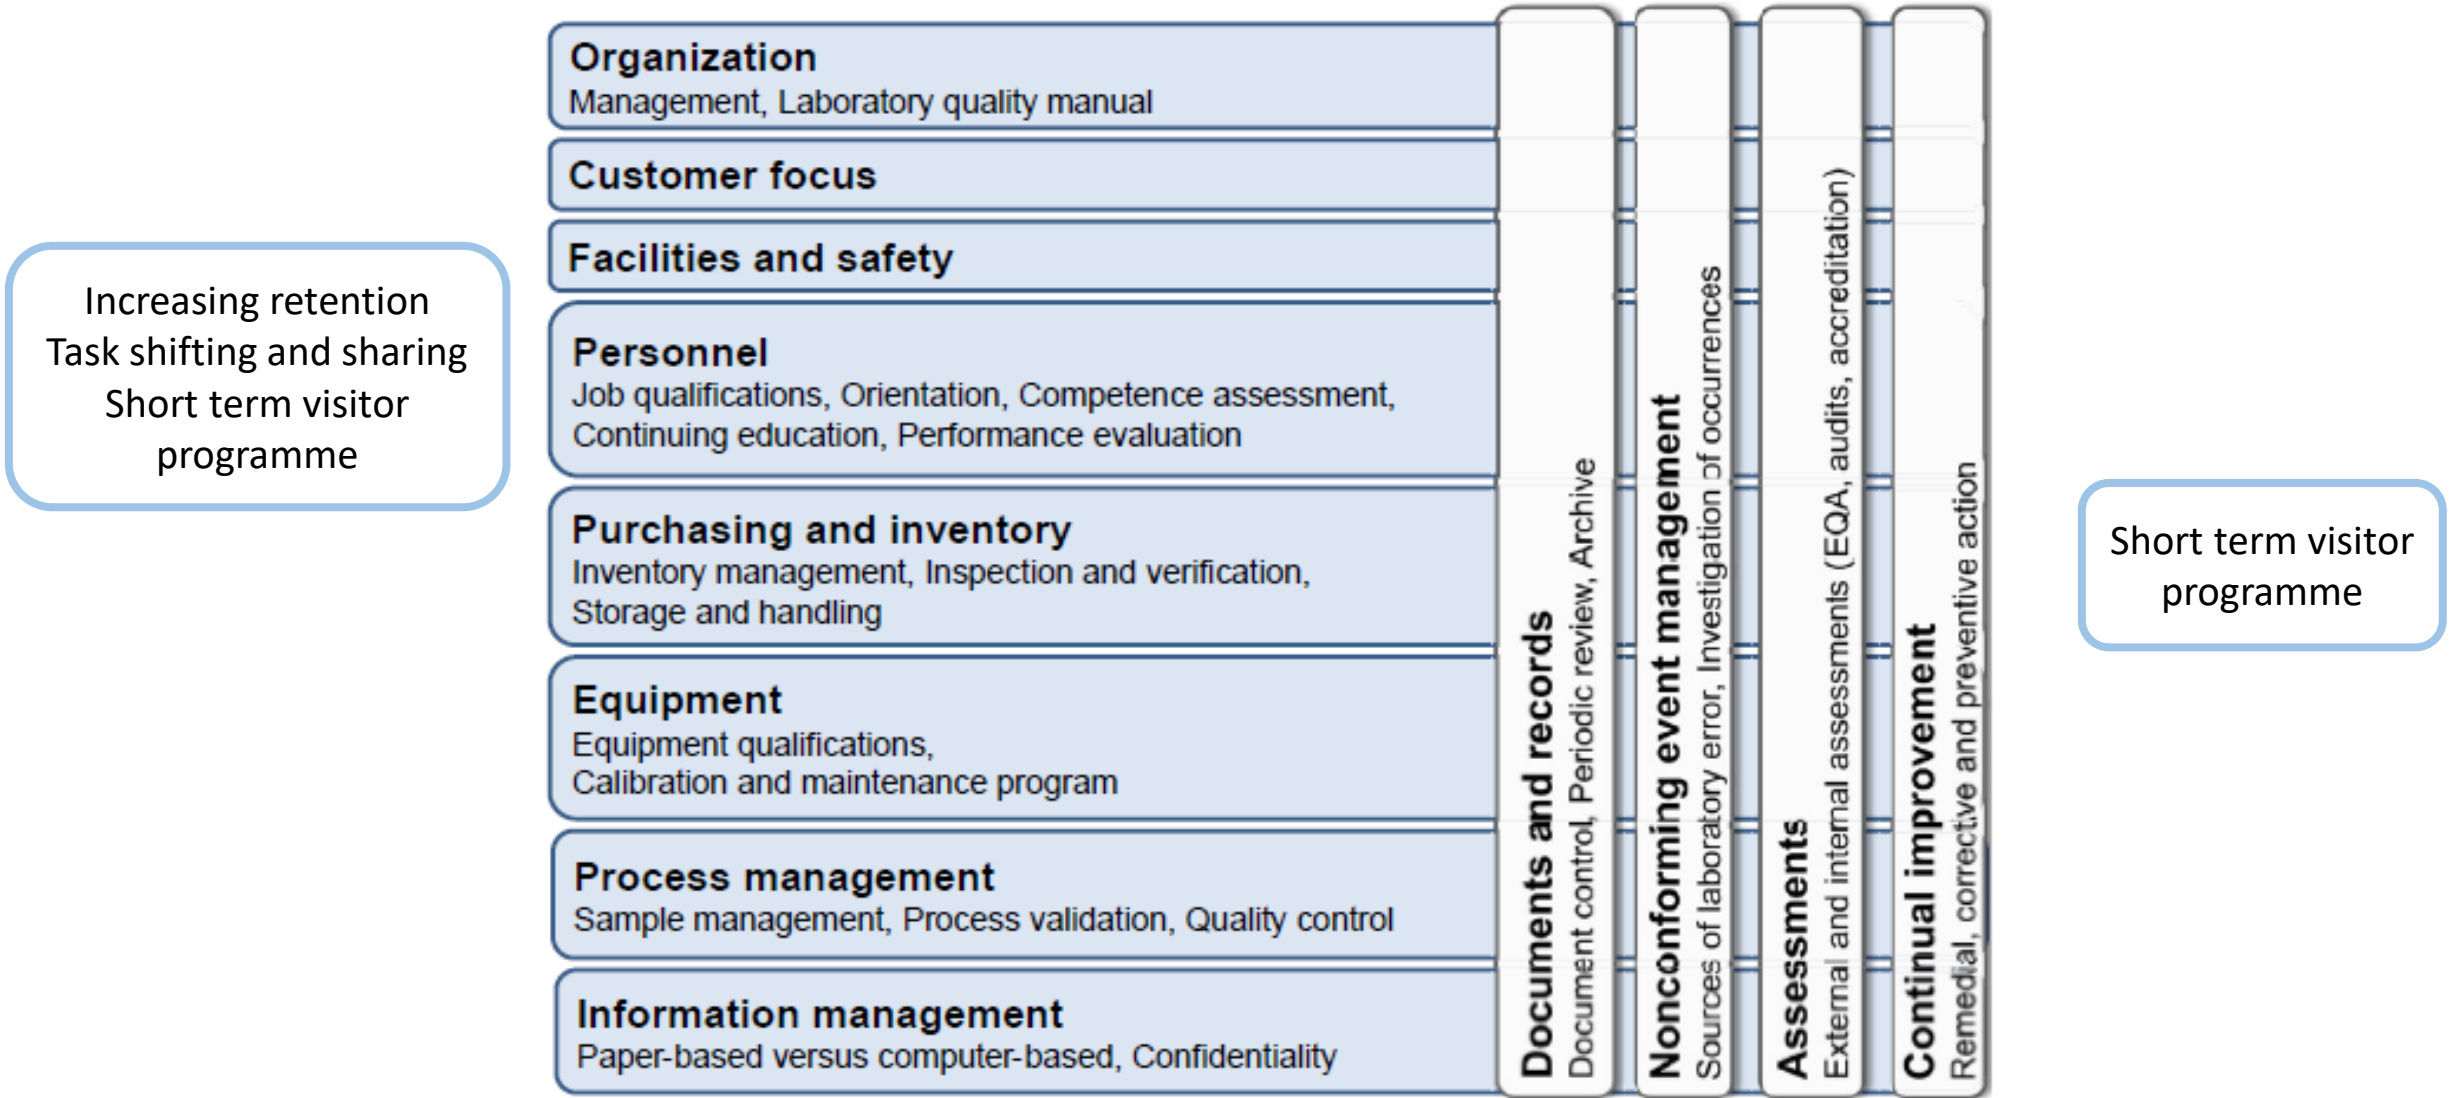 Increasing retention
Task shifting and sharing
Short term visitor
programme
Organization
Management, Laboratory quality manual
Customer focus
Facilities and safety
Personnel
Job qualifications, Orientation, Competence assessment,
Continuing education, Performance evaluation
Purchasing and inventory
Inventory management, Inspection and verification,
Storage and handling
Equipment
Equipment qualifications,
Calibration and maintenance program
Process management
Sample management, Process validation, Quality control
Information management
Paper-based versus computer-based, Confidentiality
Documents and records
Document control, Periodic review, Archive
Nonconforming event management
Sources of laboratory error, Investigation of occurrences
Assessments
External and internal assessments (EQA, audits, accreditation)
Continual improvement
Remedial, corrective and preventive action
Short term visitor
programme